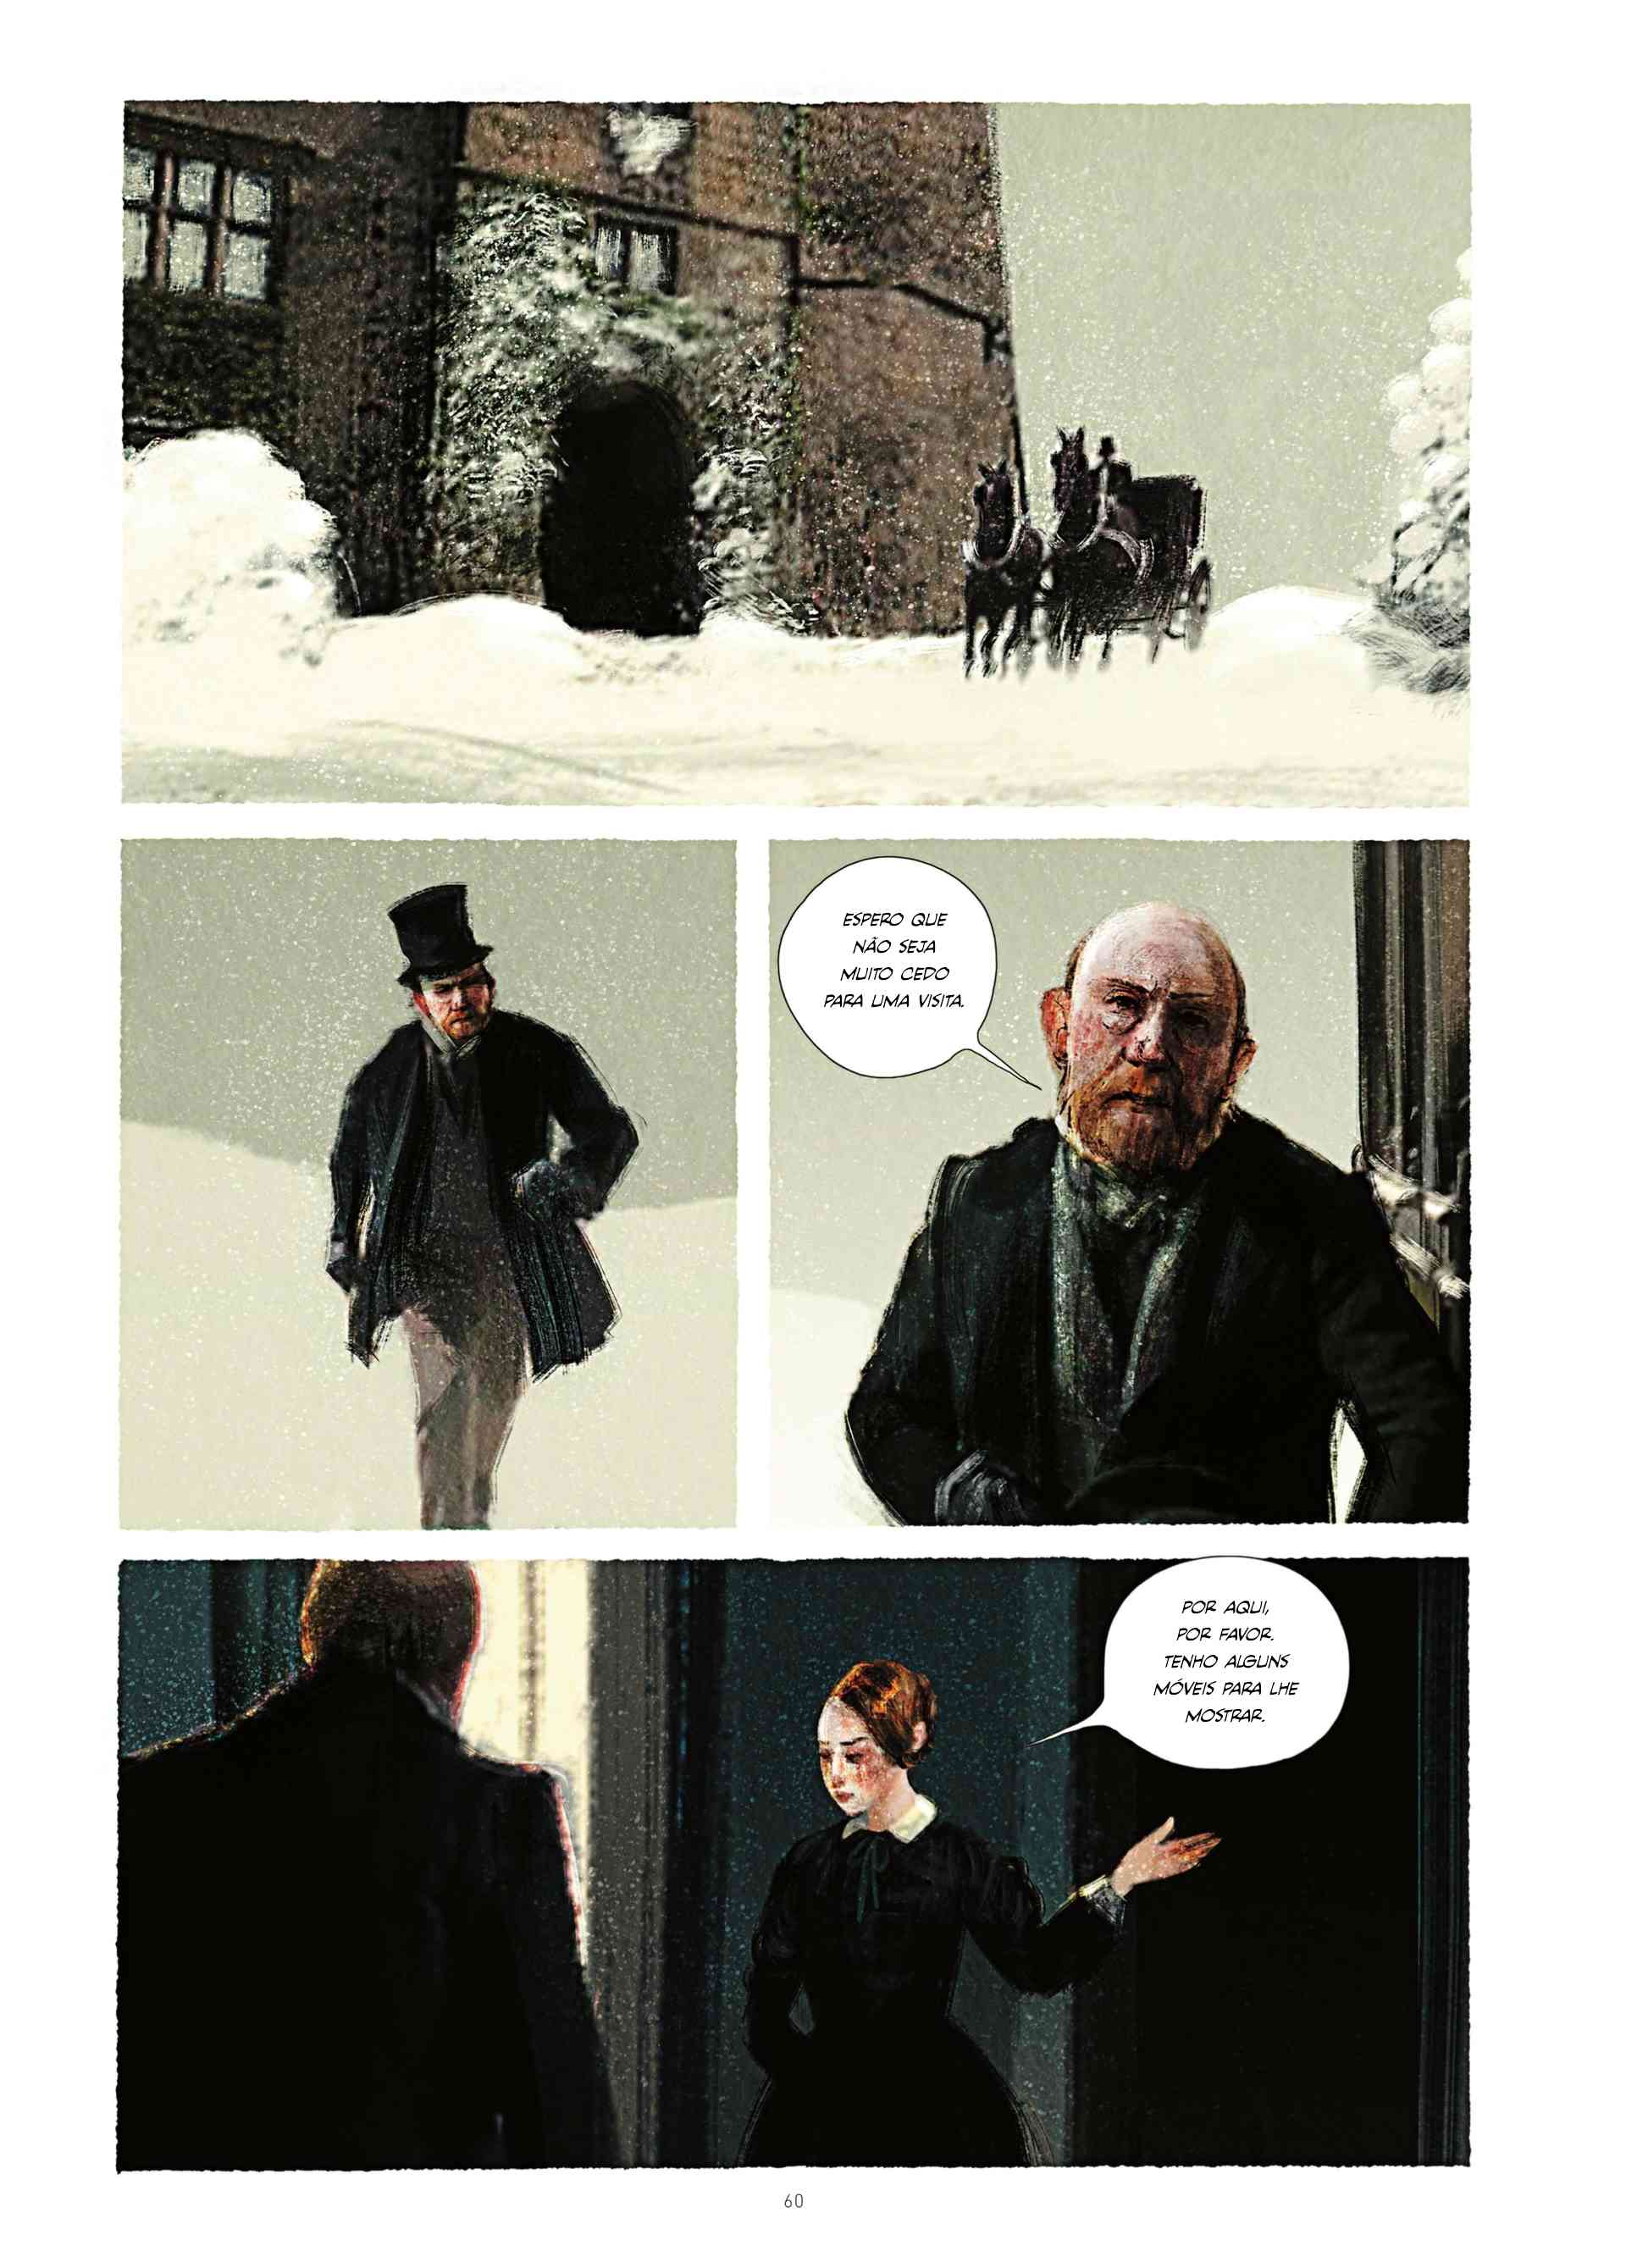 ESPERO QUE
NÃO SEJA
MUITO CEDO
PARA UMA VISITA.
POR AQUI,
POR FAVOR.
TENHO ALGUNS
MÓVEIS PARA LHE
MOSTRAR.
60